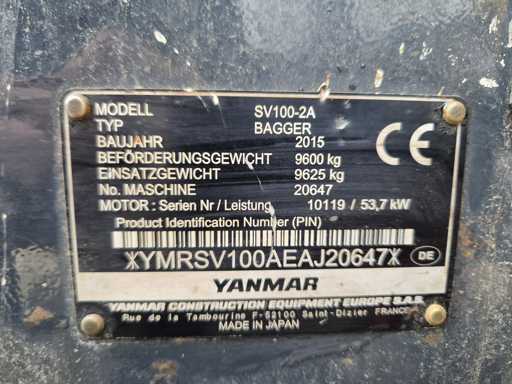 MODELL SV100-2A
TYP BAGGER
BAUJAHR 2015
BEFÖRDERUNGSGEWICHT 9600 kg
EINSATZGEWICHT 9625 kg
No. MASCHINE 20647
MOTOR : Serien Nr / Leistung 10119 / 53,7 kW
Product Identification Number (PIN)
YMRSV100AEAJ20647
DE
YANMAR
YANMAR CONSTRUCTION EQUIPMENT EUROPE S.A.S.
Rue de la Tambourine F-52100 Saint-Dizier FRANCE
MADE IN JAPAN
CE